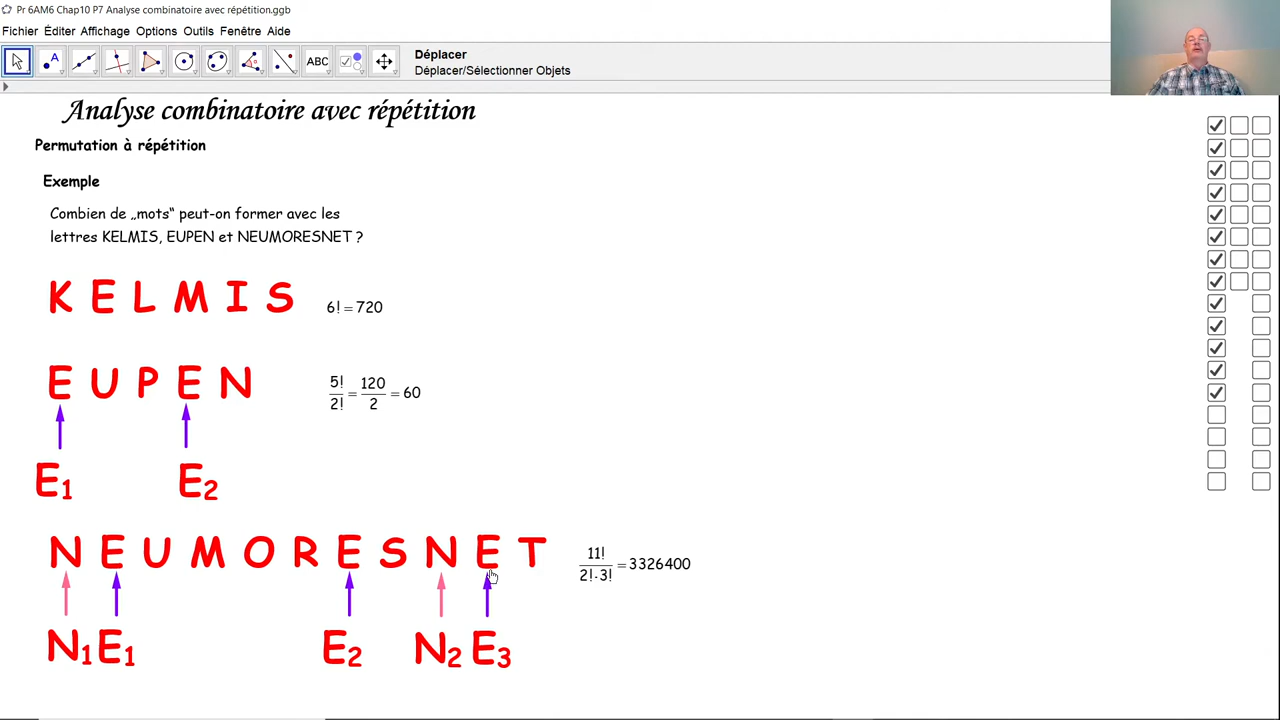 Pr 6AM6 Chap10 P7 Analyse combinatoire avec répétition.ggb
Fichier Éditer Affichage Options Outils Fenêtre Aide
A ABC Déplacer
Déplacer/Sélectionner Objets
Analyse combinatoire avec répétition
Permutation à répétition
Exemple
Combien de „mots“ peut-on former avec les
lettres KELMIS, EUPEN et NEUMORESNET ?
K E L M I S 6! = 720
E U P E N 5!/2! = 120/2 = 60
E1 E2
N E U M O R E S N E T 11!/(2!·3!) = 3326400
N1 E1 E2 N2 E3